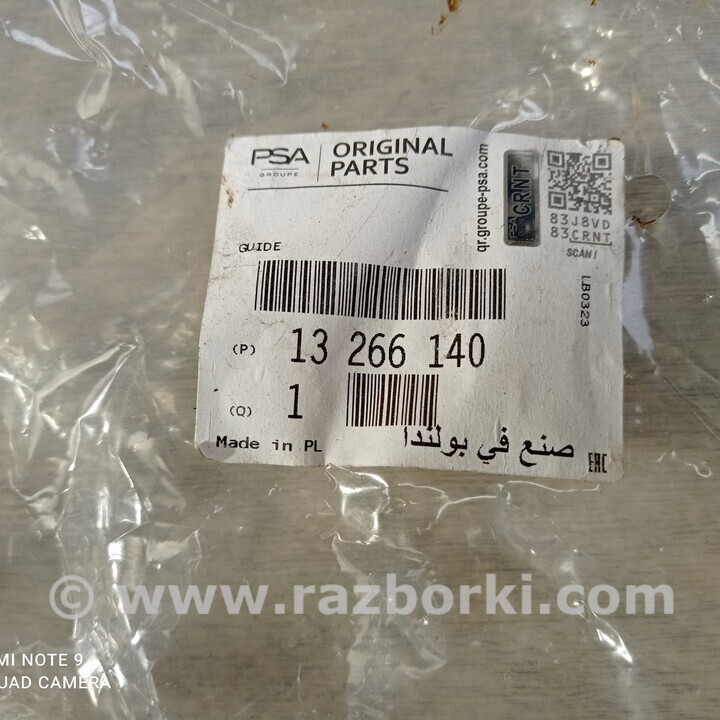 PSA
GROUPE
ORIGINAL
PARTS
qr.groupe-psa.com
PSA
CRNT
83J8VD
83CRNT
SCAN!
GUIDE
LB0323
(P) 13 266 140
(Q) 1
Made in PL
صنع في بولندا
EAC
© www.razborki.com
MI NOTE 9
QUAD CAMERA